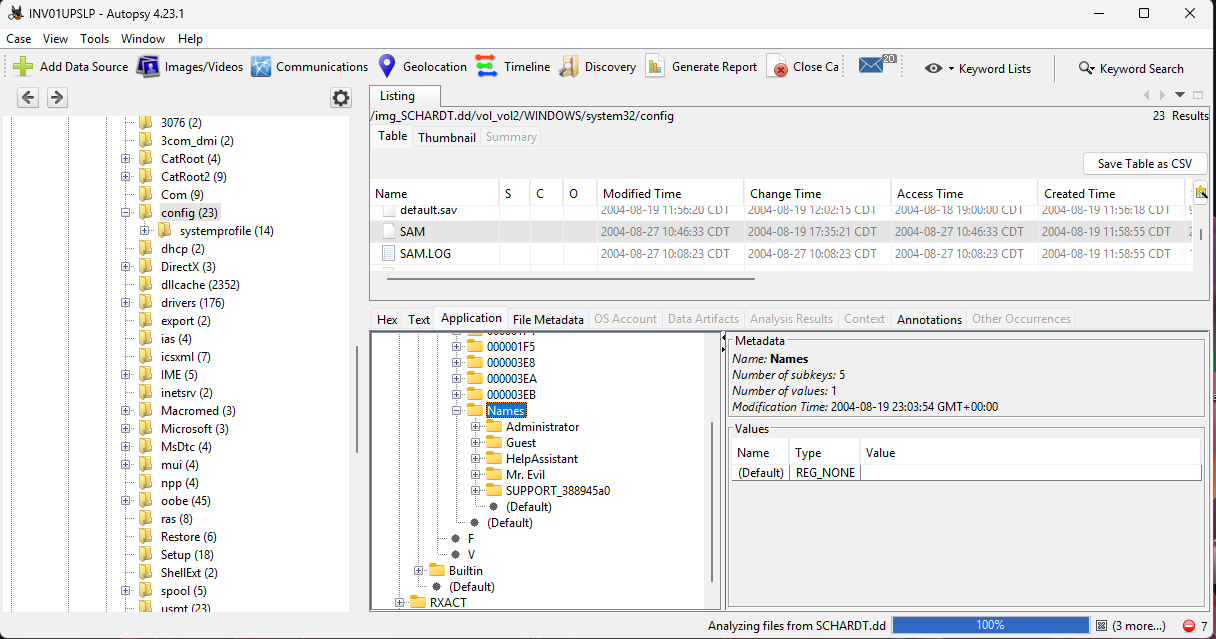 INV01UPSLP - Autopsy 4.23.1
Case View Tools Window Help
Add Data Source Images/Videos Communications Geolocation Timeline Discovery Generate Report Close Ca 20 Keyword Lists Keyword Search
Listing
/img_SCHARDT.dd/vol_vol2/WINDOWS/system32/config 23 Results
Table Thumbnail Summary
Save Table as CSV
Name S C O Modified Time Change Time Access Time Created Time
default.sav 2004-08-19 11:56:20 CDT 2004-08-19 12:02:15 CDT 2004-08-18 19:00:00 CDT 2004-08-19 11:56:18 CDT
SAM 2004-08-27 10:46:33 CDT 2004-08-19 17:35:21 CDT 2004-08-27 10:46:33 CDT 2004-08-19 11:58:55 CDT
SAM.LOG 2004-08-27 10:08:23 CDT 2004-08-27 10:08:23 CDT 2004-08-27 10:08:23 CDT 2004-08-19 11:58:55 CDT
3076 (2)
3com_dmi (2)
CatRoot (4)
CatRoot2 (9)
Com (9)
config (23)
systemprofile (14)
dhcp (2)
DirectX (3)
dllcache (2352)
drivers (176)
export (2)
ias (4)
icsxml (7)
IME (5)
inetsrv (2)
Macromed (3)
Microsoft (3)
MsDtc (4)
mui (4)
npp (4)
oobe (45)
ras (8)
Restore (6)
Setup (18)
ShellExt (2)
spool (5)
usmt (23)
Hex Text Application File Metadata OS Account Data Artifacts Analysis Results Context Annotations Other Occurrences
000001F4
000001F5
000003E8
000003EA
000003EB
Names
Administrator
Guest
HelpAssistant
Mr. Evil
SUPPORT_388945a0
(Default)
(Default)
F
V
Builtin
(Default)
RXACT
Metadata
Name: Names
Number of subkeys: 5
Number of values: 1
Modification Time: 2004-08-19 23:03:54 GMT+00:00
Values
Name Type Value
(Default) REG_NONE
Analyzing files from SCHARDT.dd 100% (3 more...) 7